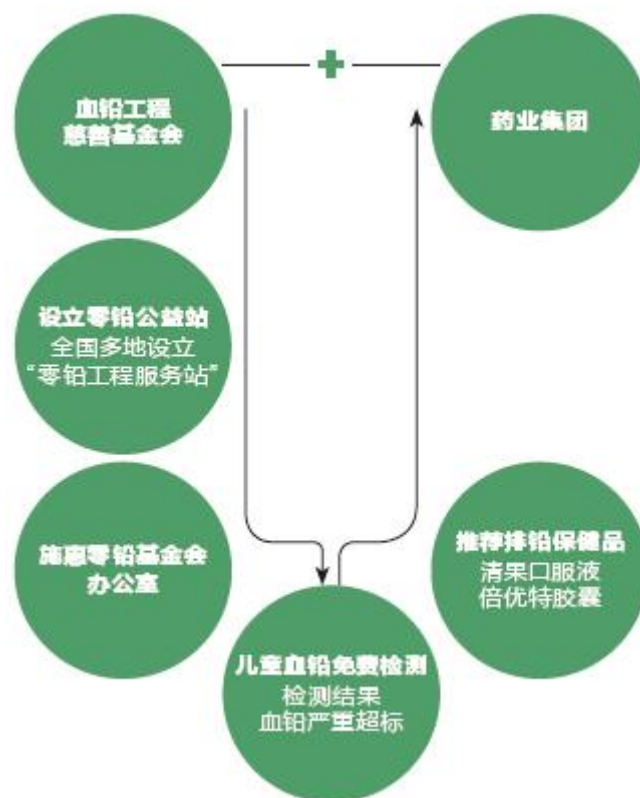 血铅工程
慈善基金会
药业集团
设立零铅公益站
全国多地设立
“零铅工程服务站”
施惠零铅基金会
办公室
推荐排铅保健品
清果口服液
倍优特胶囊
儿童血铅免费检测
检测结果
血铅严重超标